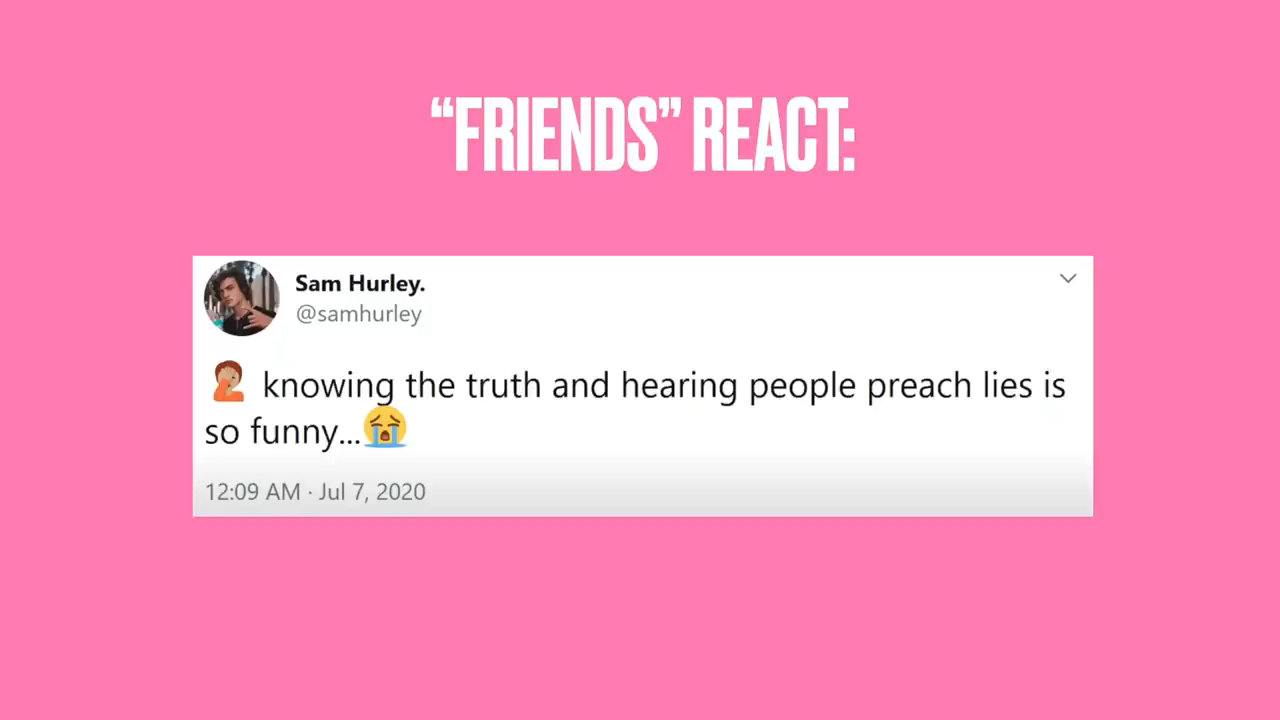 “FRIENDS” REACT:
Sam Hurley.
@samhurley
🤦🏽 knowing the truth and hearing people preach lies is
so funny...😭
12:09 AM · Jul 7, 2020